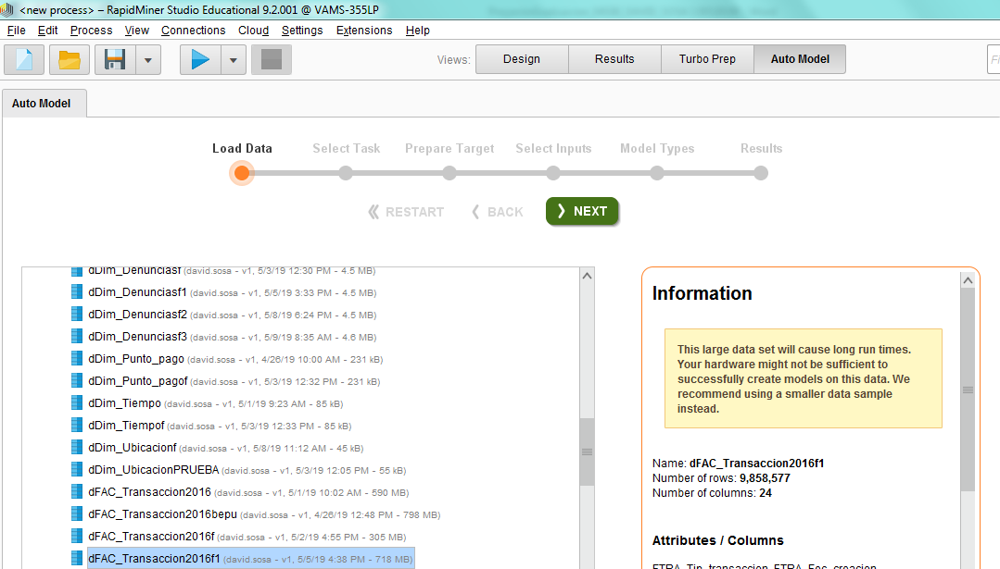 <new process> – RapidMiner Studio Educational 9.2.001 @ VAMS-355LP
File Edit Process View Connections Cloud Settings Extensions Help
Views: Design Results Turbo Prep Auto Model
Auto Model
Load Data Select Task Prepare Target Select Inputs Model Types Results
RESTART BACK NEXT
dDim_Denunciasf (david.sosa - v1, 5/3/19 12:30 PM - 4.5 MB)
dDim_Denunciasf1 (david.sosa - v1, 5/5/19 3:33 PM - 4.5 MB)
dDim_Denunciasf2 (david.sosa - v1, 5/8/19 6:24 PM - 4.5 MB)
dDim_Denunciasf3 (david.sosa - v1, 5/9/19 8:35 AM - 4.6 MB)
dDim_Punto_pago (david.sosa - v1, 4/26/19 10:00 AM - 231 kB)
dDim_Punto_pagof (david.sosa - v1, 5/3/19 12:32 PM - 231 kB)
dDim_Tiempo (david.sosa - v1, 5/1/19 9:23 AM - 85 kB)
dDim_Tiempof (david.sosa - v1, 5/3/19 12:33 PM - 85 kB)
dDim_Ubicacionf (david.sosa - v1, 5/8/19 11:12 AM - 45 kB)
dDim_UbicacionPRUEBA (david.sosa - v1, 5/3/19 12:05 PM - 55 kB)
dFAC_Transaccion2016 (david.sosa - v1, 5/1/19 10:02 AM - 590 MB)
dFAC_Transaccion2016bepu (david.sosa - v1, 4/26/19 12:48 PM - 798 MB)
dFAC_Transaccion2016f (david.sosa - v1, 5/2/19 4:55 PM - 305 MB)
dFAC_Transaccion2016f1 (david.sosa - v1, 5/5/19 4:38 PM - 718 MB)
Information
This large data set will cause long run times.
Your hardware might not be sufficient to
successfully create models on this data. We
recommend using a smaller data sample
instead.
Name: dFAC_Transaccion2016f1
Number of rows: 9,858,577
Number of columns: 24
Attributes / Columns
FTRA_Tip_transaccion, FTRA_Fec_creacion,